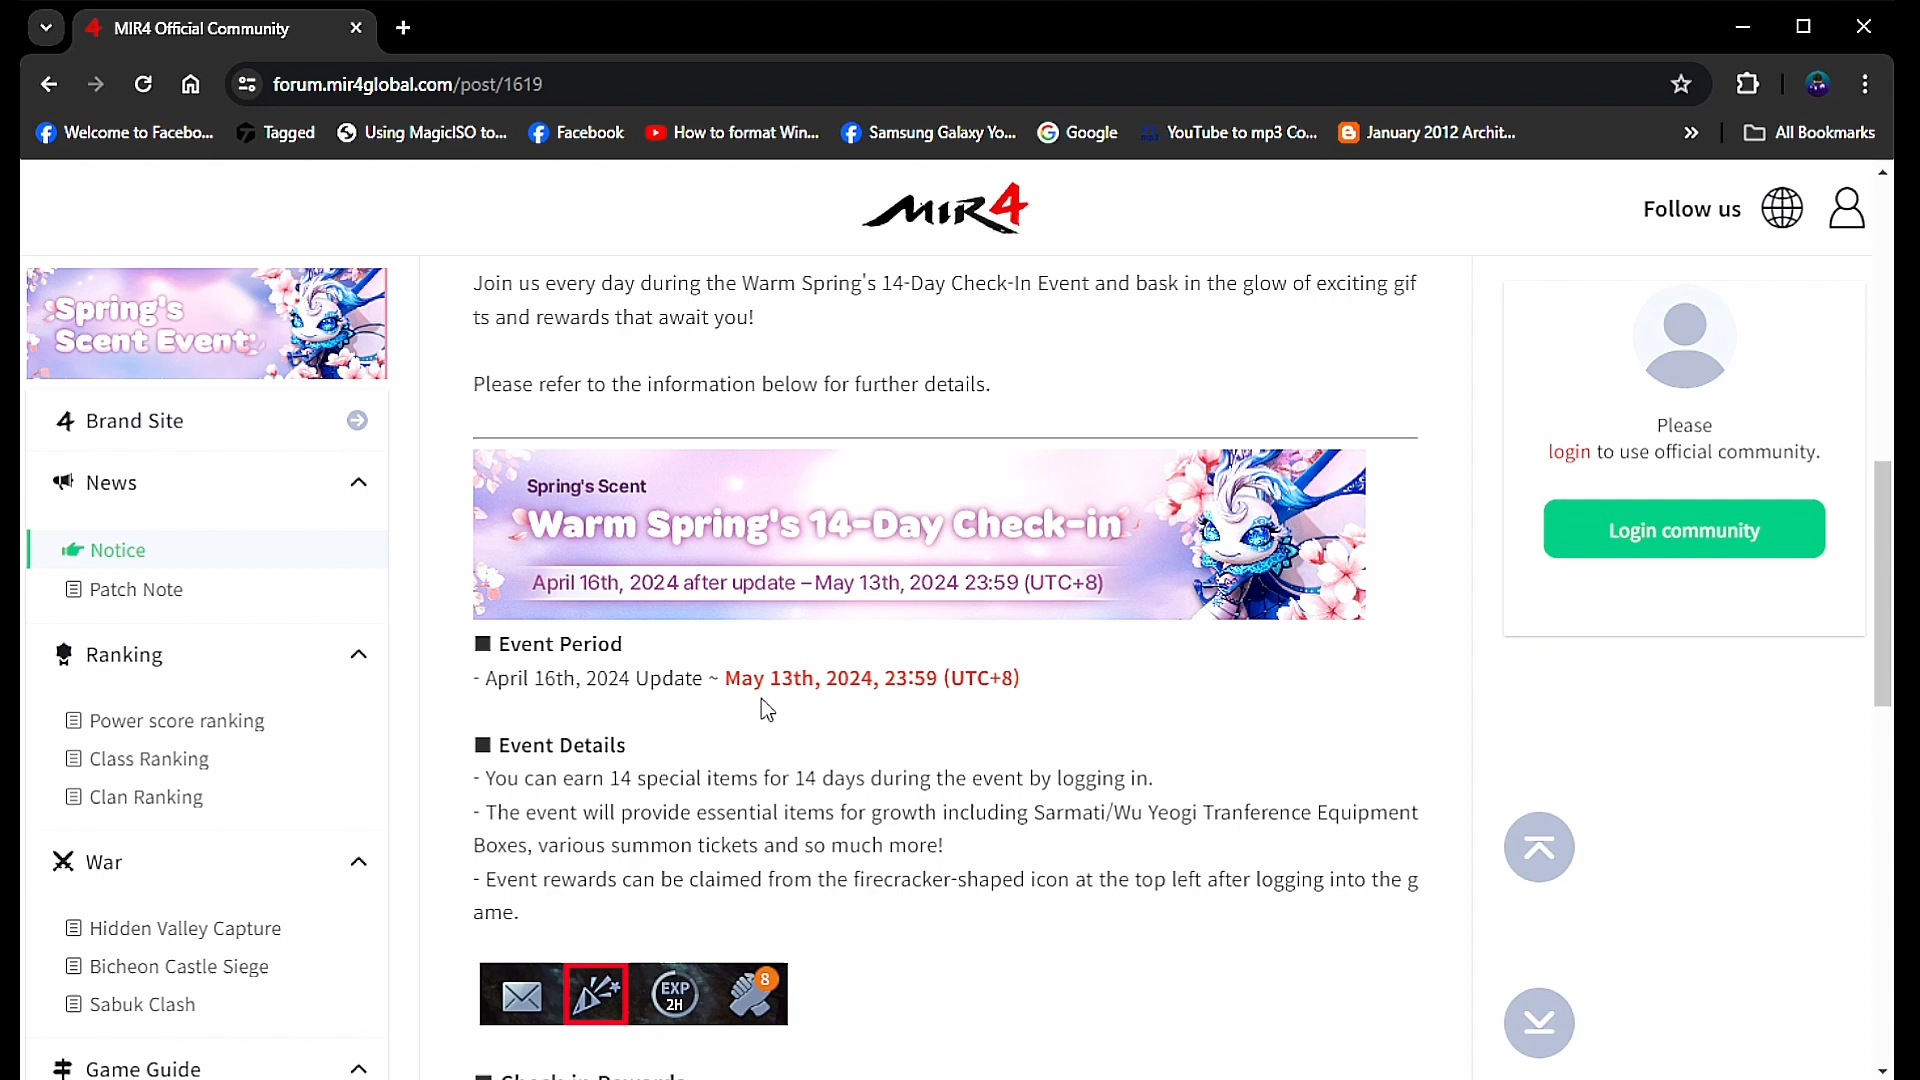 MIR4 Official Community
forum.mir4global.com/post/1619
Welcome to Facebo...
Tagged
Using MagicISO to...
Facebook
How to format Win...
Samsung Galaxy Yo...
Google
YouTube to mp3 Co...
January 2012 Archit...
All Bookmarks
MIR4
Follow us
Spring's
Scent Event
Brand Site
News
Notice
Patch Note
Ranking
Power score ranking
Class Ranking
Clan Ranking
War
Hidden Valley Capture
Bicheon Castle Siege
Sabuk Clash
Game Guide
Join us every day during the Warm Spring's 14-Day Check-In Event and bask in the glow of exciting gif
ts and rewards that await you!
Please refer to the information below for further details.
Spring's Scent
Warm Spring's 14-Day Check-in
April 16th, 2024 after update – May 13th, 2024 23:59 (UTC+8)
■ Event Period
- April 16th, 2024 Update ~ May 13th, 2024, 23:59 (UTC+8)
■ Event Details
- You can earn 14 special items for 14 days during the event by logging in.
- The event will provide essential items for growth including Sarmati/Wu Yeogi Tranference Equipment
Boxes, various summon tickets and so much more!
- Event rewards can be claimed from the firecracker-shaped icon at the top left after logging into the g
ame.
EXP
2H
8
Please
login to use official community.
Login community